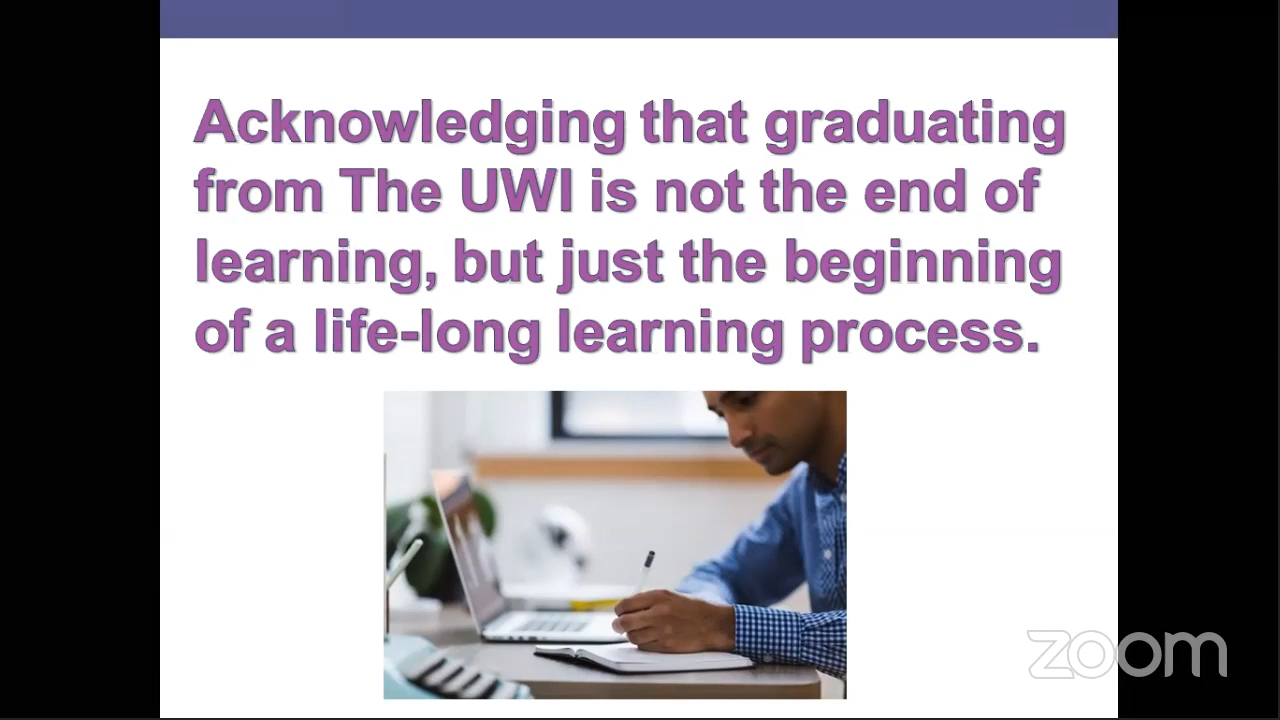 Acknowledging that graduating
from The UWI is not the end of
learning, but just the beginning
of a life-long learning process.
zoom